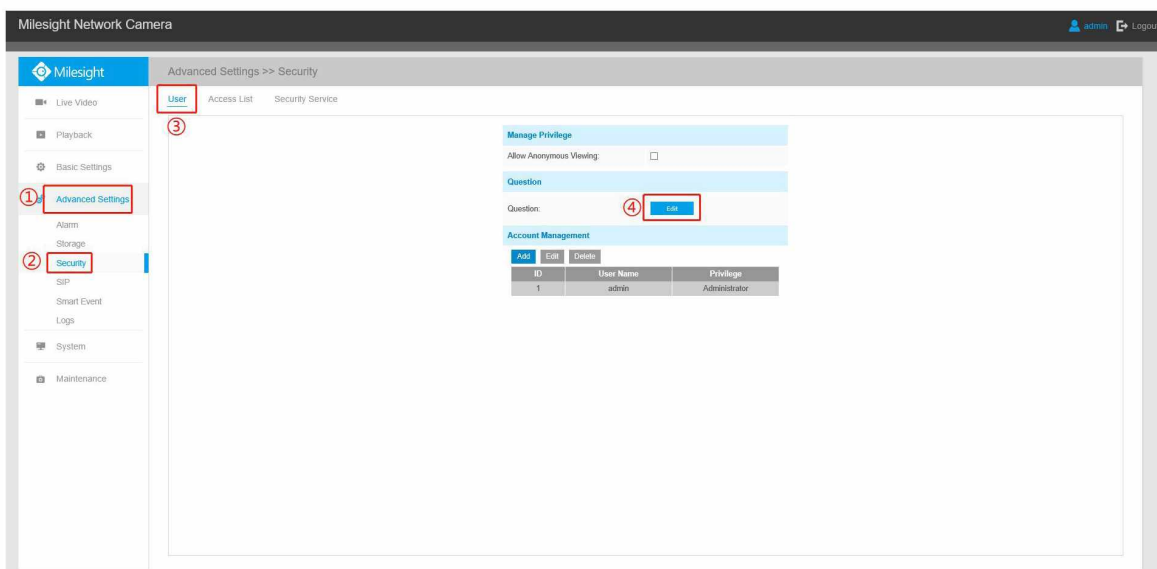 Milesight Network Camera
admin Logout
Milesight
Advanced Settings >> Security
Live Video
Playback
Basic Settings
① Advanced Settings
Alarm
Storage
② Security
SIP
Smart Event
Logs
System
Maintenance
User Access List Security Service
③
Manage Privilege
Allow Anonymous Viewing:
Question
Question: ④ Edit
Account Management
Add Edit Delete
ID User Name Privilege
1 admin Administrator